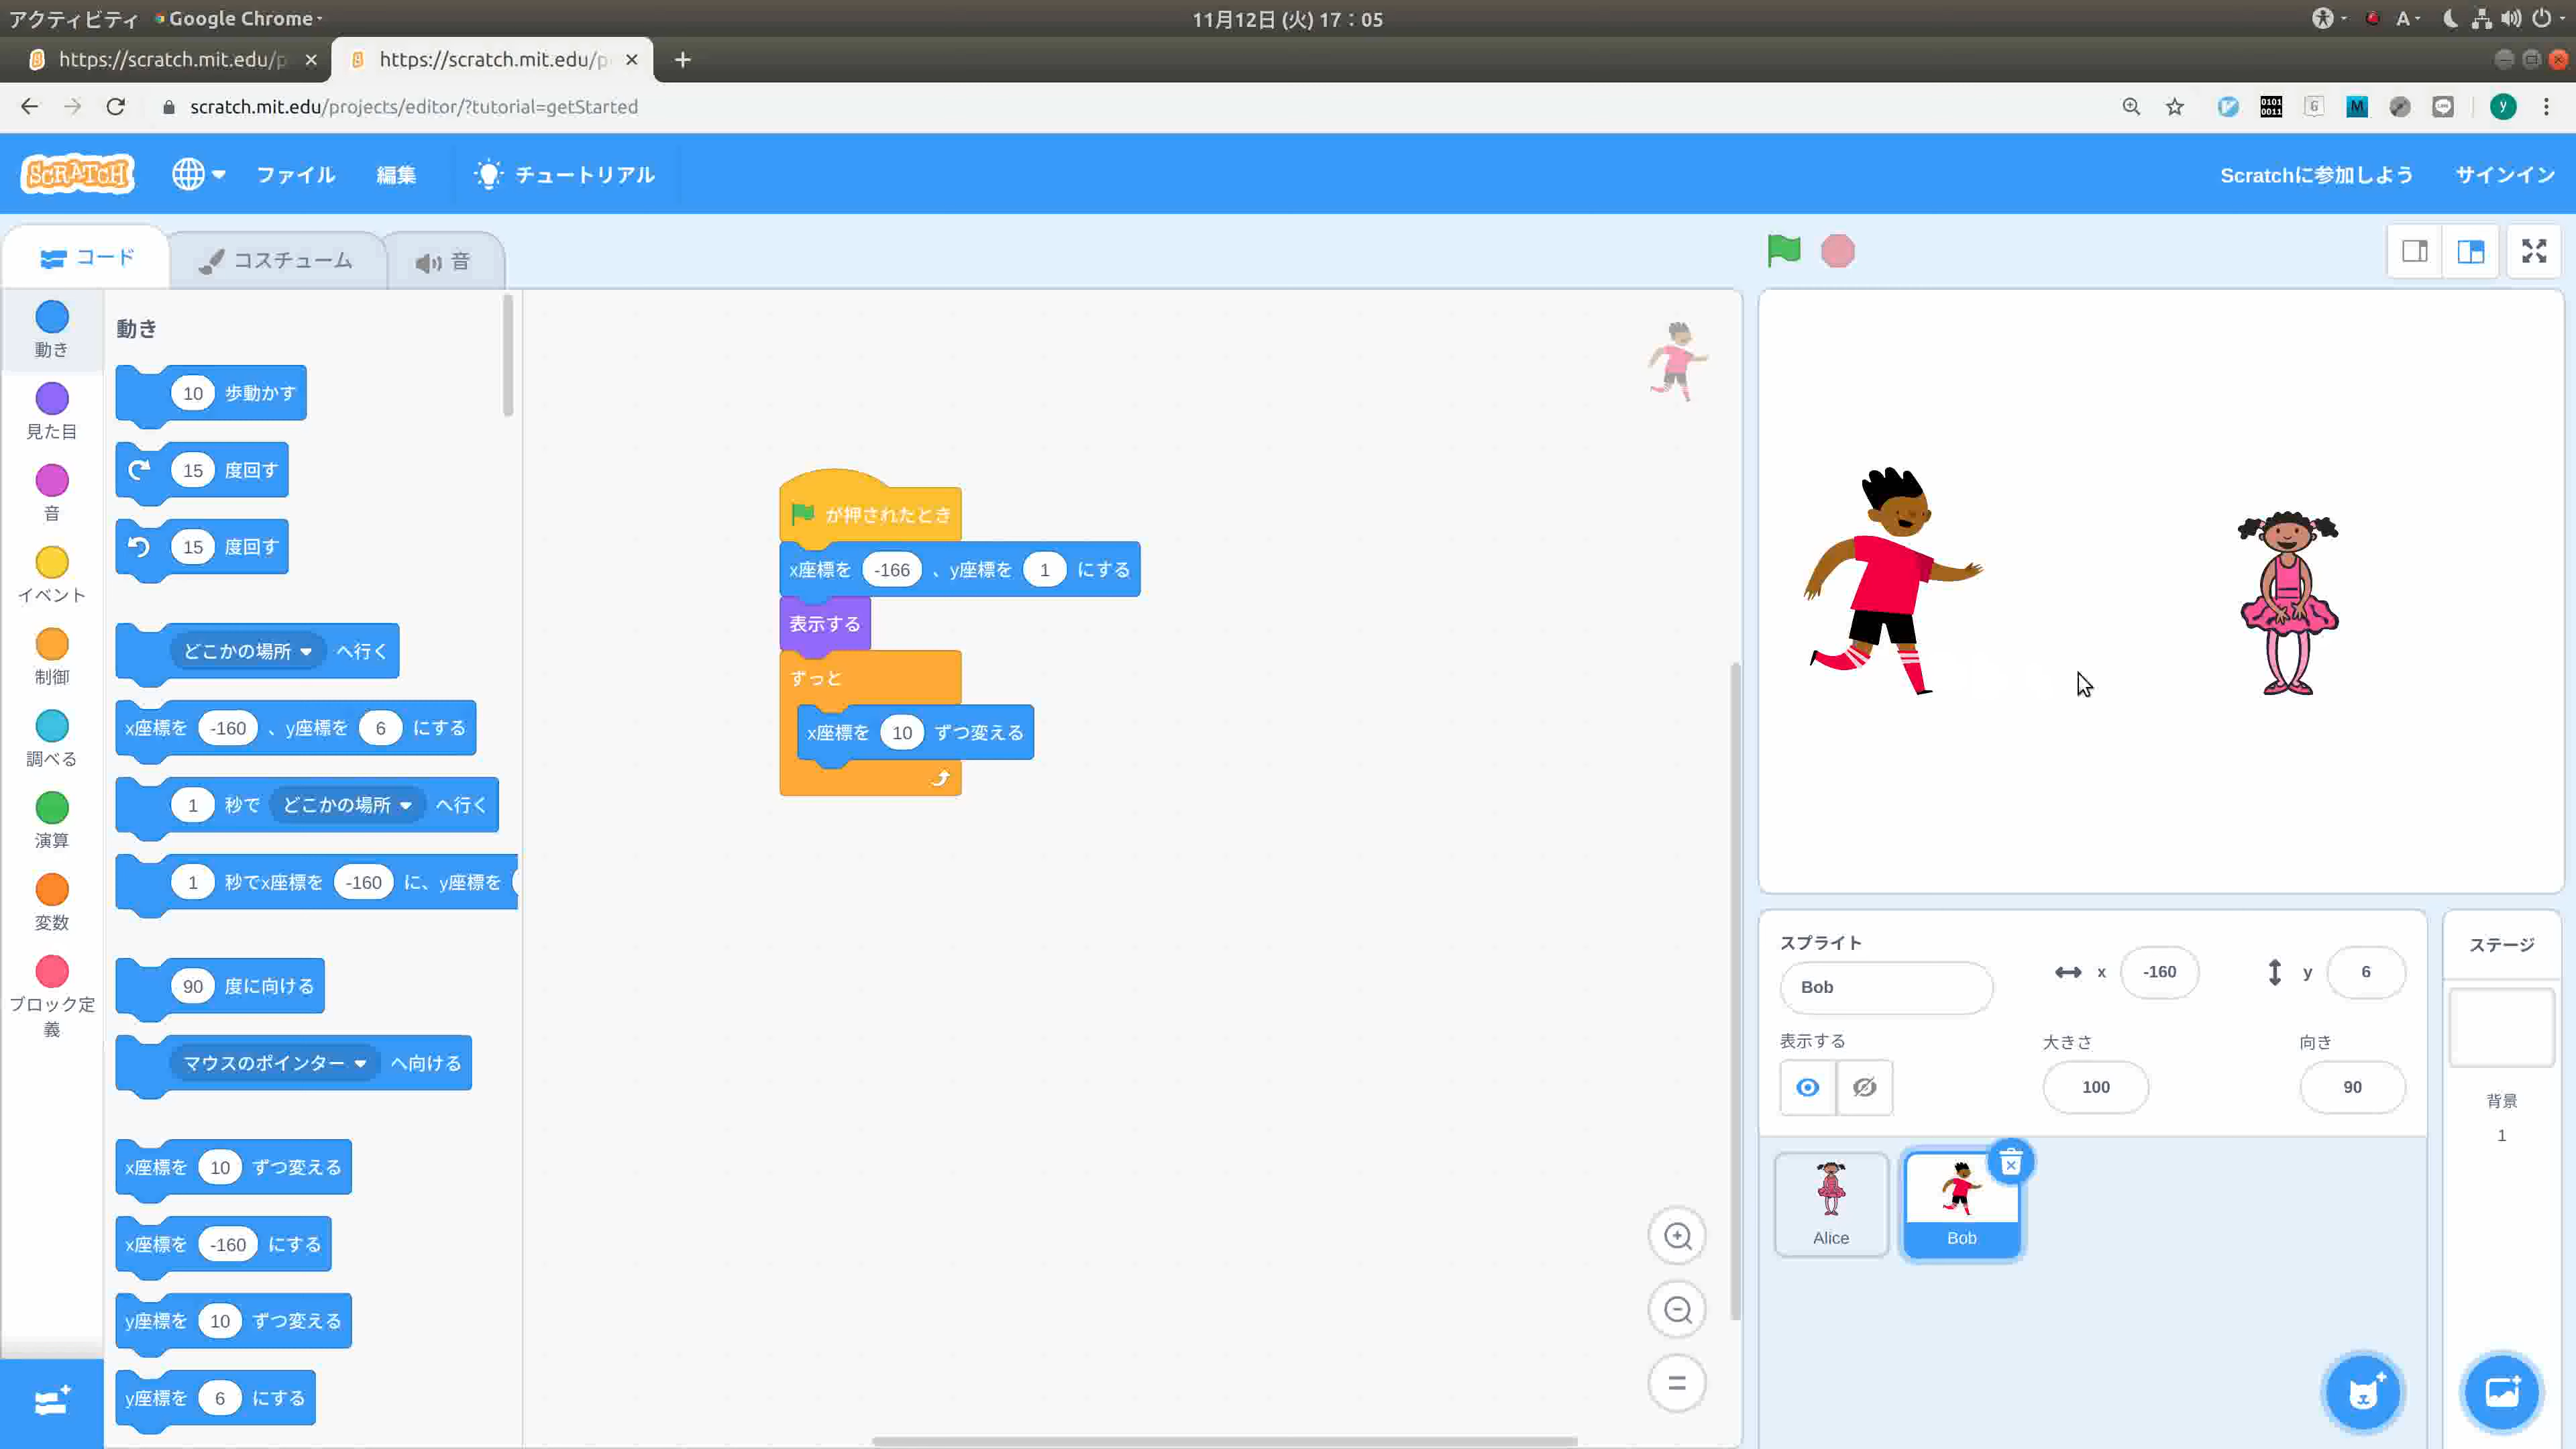 アクティビティ
Google Chrome
11月12日 (火) 17：05
A
https://scratch.mit.edu/p
https://scratch.mit.edu/p
scratch.mit.edu/projects/editor/?tutorial=getStarted
0101
0011
G
M
y
SCRATCH
ファイル
編集
チュートリアル
Scratchに参加しよう
サインイン
コード
コスチューム
音
動き
見た目
音
イベント
制御
調べる
演算
変数
ブロック定
義
動き
10 歩動かす
15 度回す
15 度回す
どこかの場所 へ行く
x座標を -160 、y座標を 6 にする
1 秒で どこかの場所 へ行く
1 秒でx座標を -160 に、y座標を
90 度に向ける
マウスのポインター へ向ける
x座標を 10 ずつ変える
x座標を -160 にする
y座標を 10 ずつ変える
y座標を 6 にする
が押されたとき
x座標を -166 、y座標を 1 にする
表示する
ずっと
x座標を 10 ずつ変える
スプライト
Bob
x -160
y 6
表示する
大きさ
100
向き
90
Alice
Bob
ステージ
背景
1